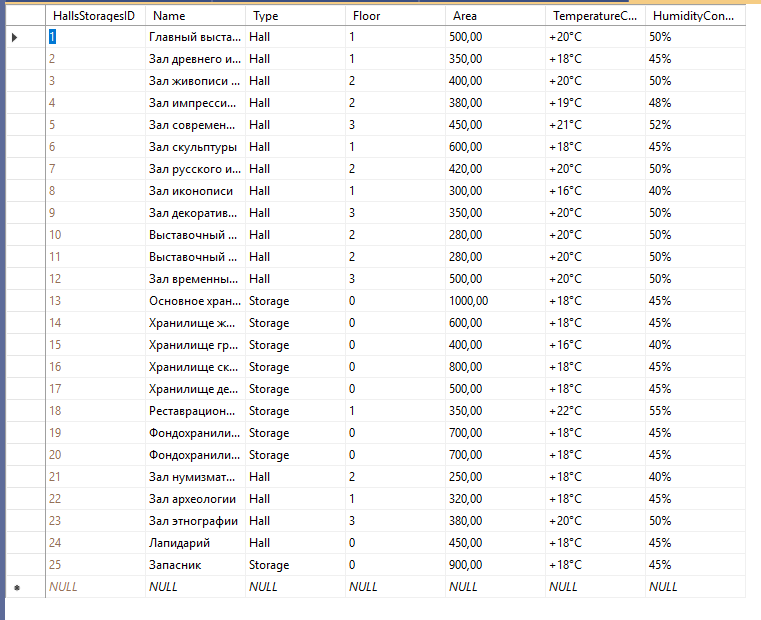 HallsStoragesID Name Type Floor Area TemperatureC... HumidityCon...
1 Главный выста... Hall 1 500,00 +20°C 50%
2 Зал древнего и... Hall 1 350,00 +18°C 45%
3 Зал живописи ... Hall 2 400,00 +20°C 50%
4 Зал импресси... Hall 2 380,00 +19°C 48%
5 Зал современ... Hall 3 450,00 +21°C 52%
6 Зал скульптуры Hall 1 600,00 +18°C 45%
7 Зал русского и... Hall 2 420,00 +20°C 50%
8 Зал иконописи Hall 1 300,00 +16°C 40%
9 Зал декоратив... Hall 3 350,00 +20°C 50%
10 Выставочный ... Hall 2 280,00 +20°C 50%
11 Выставочный ... Hall 2 280,00 +20°C 50%
12 Зал временны... Hall 3 500,00 +20°C 50%
13 Основное хран... Storage 0 1000,00 +18°C 45%
14 Хранилище ж... Storage 0 600,00 +18°C 45%
15 Хранилище гр... Storage 0 400,00 +16°C 40%
16 Хранилище ск... Storage 0 800,00 +18°C 45%
17 Хранилище де... Storage 0 500,00 +18°C 45%
18 Реставрацион... Storage 1 350,00 +22°C 55%
19 Фондохранили... Storage 0 700,00 +18°C 45%
20 Фондохранили... Storage 0 700,00 +18°C 45%
21 Зал нумизмат... Hall 2 250,00 +18°C 40%
22 Зал археологии Hall 1 320,00 +18°C 45%
23 Зал этнографии Hall 3 380,00 +20°C 50%
24 Лапидарий Hall 0 450,00 +18°C 45%
25 Запасник Storage 0 900,00 +18°C 45%
NULL NULL NULL NULL NULL NULL NULL